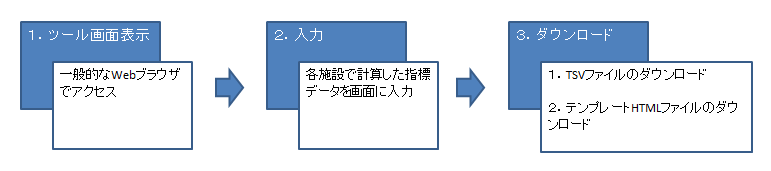 １．ツール画面表示
一般的なWebブラウザ
でアクセス
２．入力
各施設で計算した指標
データを画面に入力
３．ダウンロード
１．TSVファイルのダウンロード
２．テンプレートHTMLファイルのダウ
ンロード